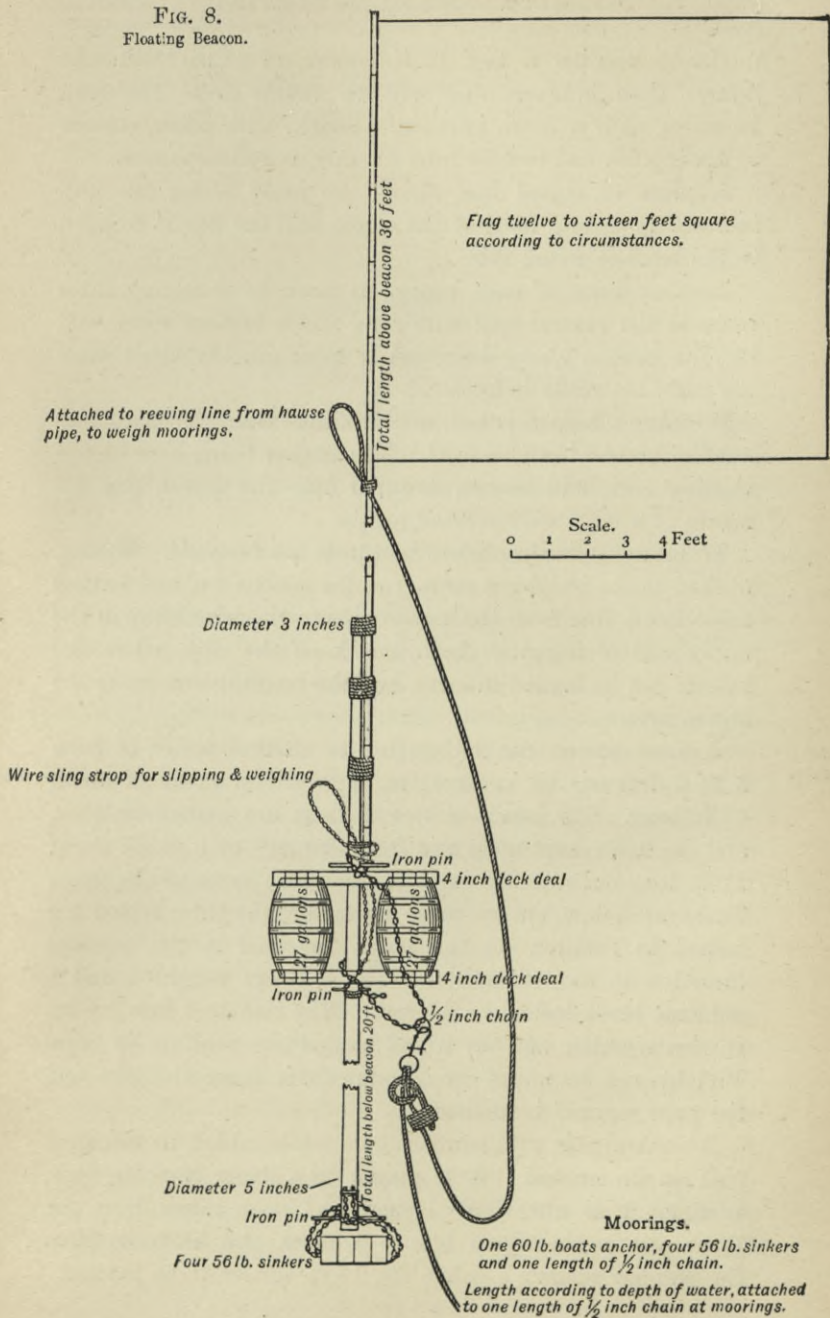 FIG. 8.
Floating Beacon.
Total length above beacon 36 feet
Flag twelve to sixteen feet square
according to circumstances.
Attached to reeving line from hawse
pipe, to weigh moorings.
Scale.
0 1 2 3 4 Feet
Diameter 3 inches
Wire sling strop for slipping & weighing
Iron pin
4 inch deck deal
27 gallons
27 gallons
4 inch deck deal
Iron pin
½ inch chain
Total length below beacon 20ft
Diameter 5 inches
Iron pin
Four 56 lb. sinkers
Moorings.
One 60 lb. boats anchor, four 56 lb. sinkers
and one length of ½ inch chain.
Length according to depth of water, attached
to one length of ½ inch chain at moorings.